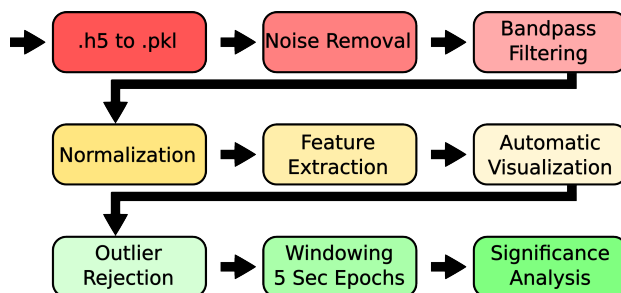 .h5 to .pkl
Noise Removal
Bandpass
Filtering
Normalization
Feature
Extraction
Automatic
Visualization
Outlier
Rejection
Windowing
5 Sec Epochs
Significance
Analysis